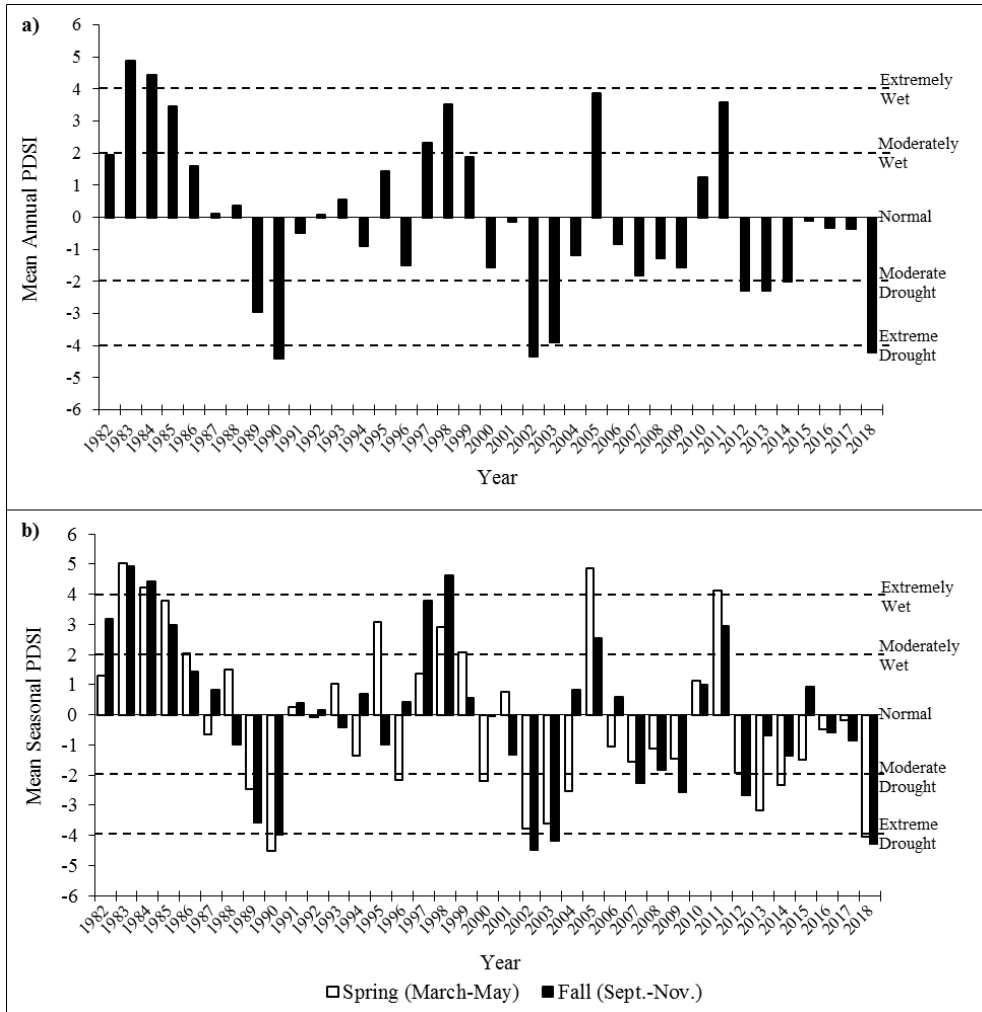 a)
Mean Annual PDSI
6
5
4
3
2
1
0
-1
-2
-3
-4
-5
-6
Extremely
Wet
Moderately
Wet
Normal
Moderate
Drought
Extreme
Drought
1982 1983 1984 1985 1986 1987 1988 1989 1990 1991 1992 1993 1994 1995 1996 1997 1998 1999 2000 2001 2002 2003 2004 2005 2006 2007 2008 2009 2010 2011 2012 2013 2014 2015 2016 2017 2018
Year
b)
Mean Seasonal PDSI
6
5
4
3
2
1
0
-1
-2
-3
-4
-5
-6
Extremely
Wet
Moderately
Wet
Normal
Moderate
Drought
Extreme
Drought
1982 1983 1984 1985 1986 1987 1988 1989 1990 1991 1992 1993 1994 1995 1996 1997 1998 1999 2000 2001 2002 2003 2004 2005 2006 2007 2008 2009 2010 2011 2012 2013 2014 2015 2016 2017 2018
Year
Spring (March-May) Fall (Sept.-Nov.)